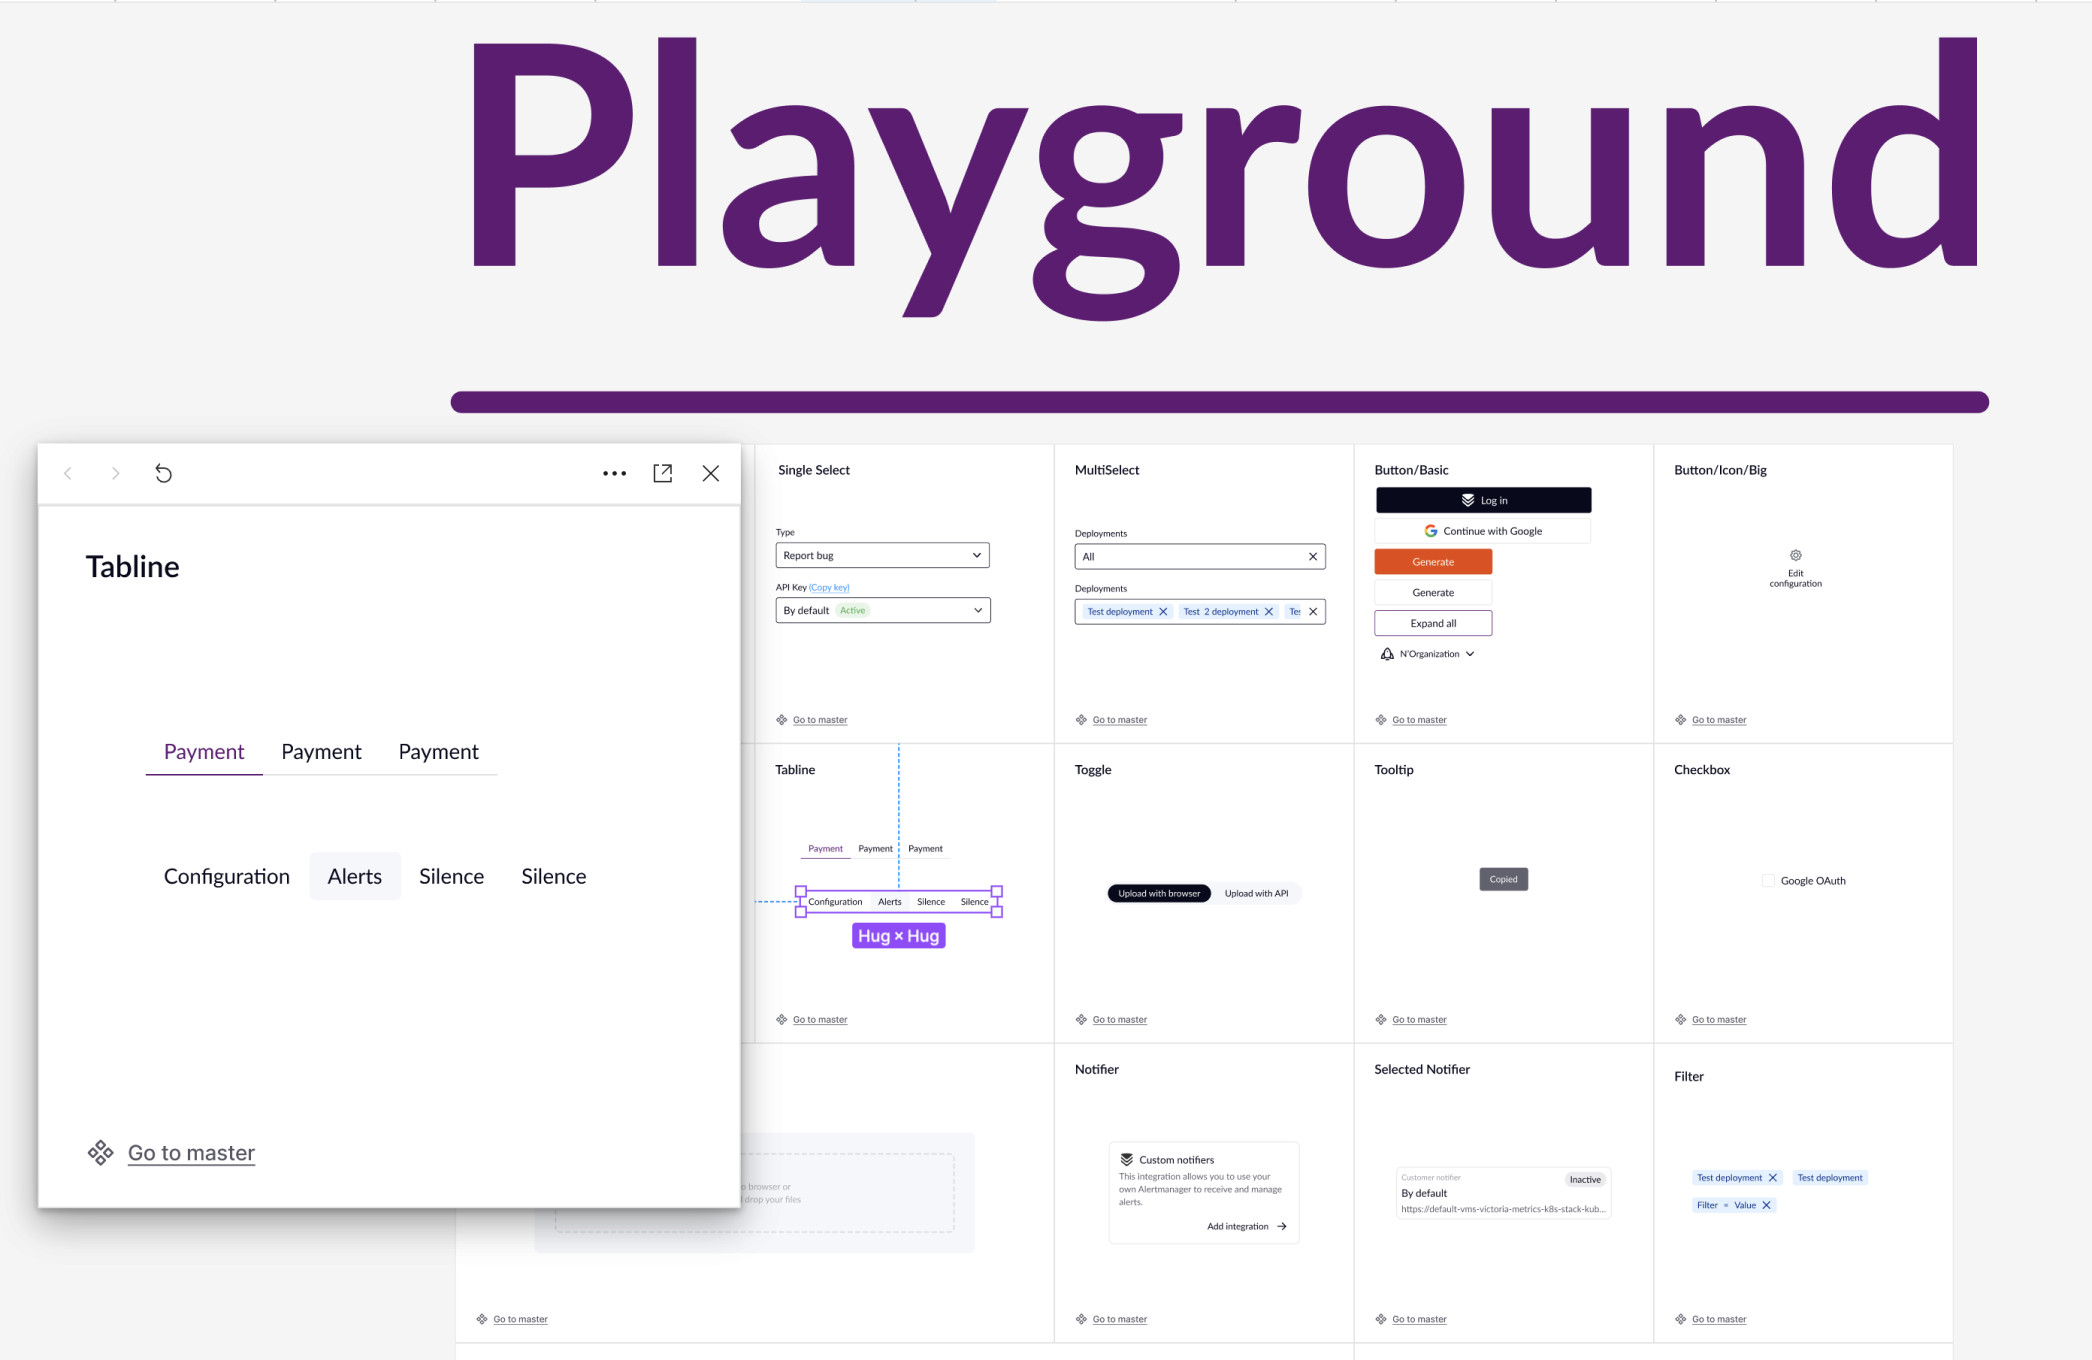 Playground
Tabline
Payment Payment Payment
Configuration Alerts Silence Silence
Go to master
Single Select
Type
Report bug
API Key (Copy key)
By default Active
Go to master
MultiSelect
Deployments
All
Deployments
Test deployment Test 2 deployment Tes
Go to master
Button/Basic
Log in
Continue with Google
Generate
Generate
Expand all
N'Organization
Go to master
Button/Icon/Big
Edit
configuration
Go to master
Tabline
Payment Payment Payment
Configuration Alerts Silence Silence
Hug × Hug
Go to master
Toggle
Upload with browser Upload with API
Go to master
Tooltip
Copied
Go to master
Checkbox
Google OAuth
Go to master
browser or
drop your files
Go to master
Notifier
Custom notifiers
This integration allows you to use your
own Alertmanager to receive and manage
alerts.
Add integration
Go to master
Selected Notifier
Customer notifier Inactive
By default
https://default-vms-victoria-metrics-k8s-stack-kub...
Go to master
Filter
Test deployment Test deployment
Filter = Value
Go to master